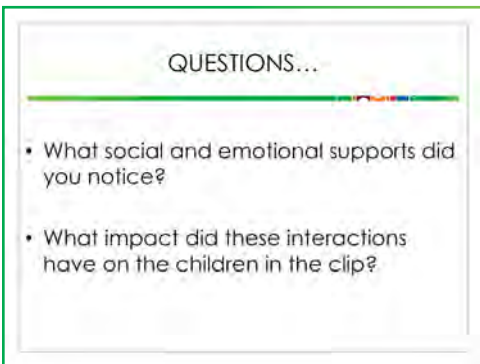 QUESTIONS…
• What social and emotional supports did
you notice?
• What impact did these interactions
have on the children in the clip?